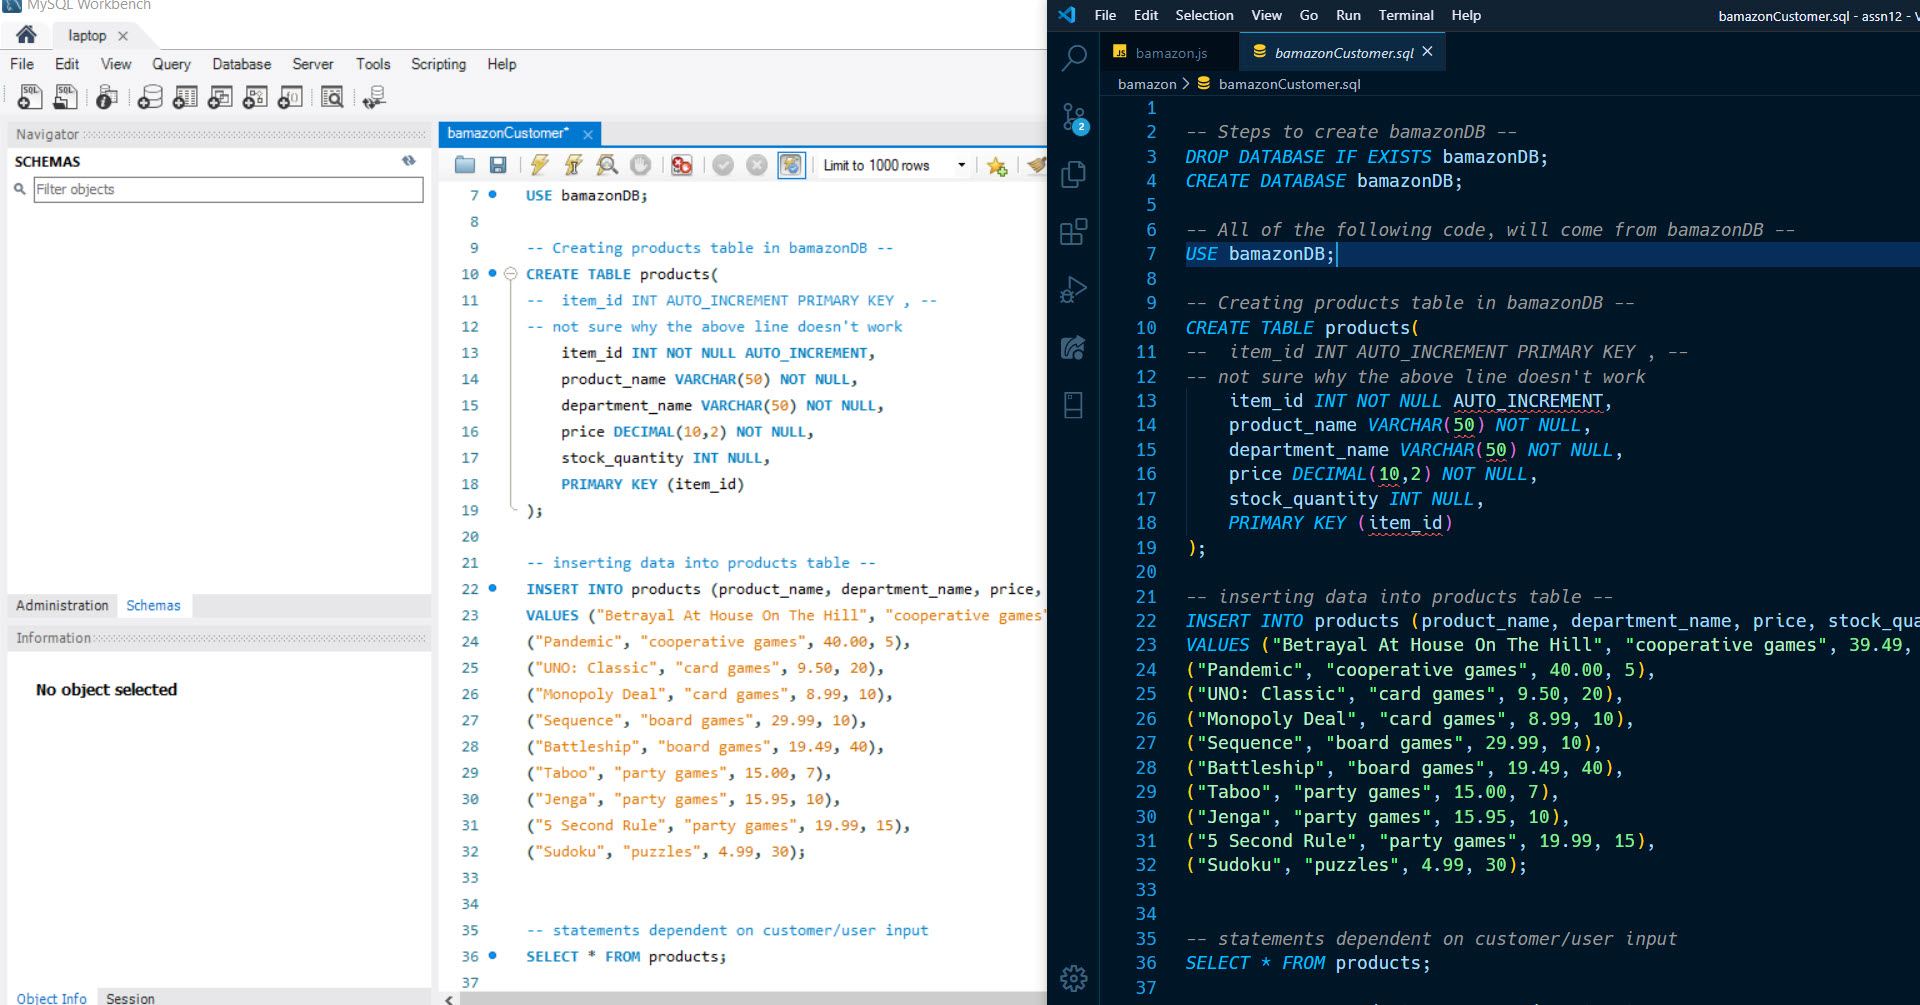 MySQL Workbench
laptop
File Edit View Query Database Server Tools Scripting Help
Navigator
SCHEMAS
Filter objects
Administration Schemas
Information
No object selected
Object Info Session
bamazonCustomer*
Limit to 1000 rows
7 USE bamazonDB;
8
9 -- Creating products table in bamazonDB --
10 CREATE TABLE products(
11 --  item_id INT AUTO_INCREMENT PRIMARY KEY , --
12 -- not sure why the above line doesn't work
13 item_id INT NOT NULL AUTO_INCREMENT,
14 product_name VARCHAR(50) NOT NULL,
15 department_name VARCHAR(50) NOT NULL,
16 price DECIMAL(10,2) NOT NULL,
17 stock_quantity INT NULL,
18 PRIMARY KEY (item_id)
19 );
20
21 -- inserting data into products table --
22 INSERT INTO products (product_name, department_name, price,
23 VALUES ("Betrayal At House On The Hill", "cooperative games"
24 ("Pandemic", "cooperative games", 40.00, 5),
25 ("UNO: Classic", "card games", 9.50, 20),
26 ("Monopoly Deal", "card games", 8.99, 10),
27 ("Sequence", "board games", 29.99, 10),
28 ("Battleship", "board games", 19.49, 40),
29 ("Taboo", "party games", 15.00, 7),
30 ("Jenga", "party games", 15.95, 10),
31 ("5 Second Rule", "party games", 19.99, 15),
32 ("Sudoku", "puzzles", 4.99, 30);
33
34
35 -- statements dependent on customer/user input
36 SELECT * FROM products;
37
File Edit Selection View Go Run Terminal Help
bamazonCustomer.sql - assn12 -
JS bamazon.js bamazonCustomer.sql
bamazon > bamazonCustomer.sql
2
1
2 -- Steps to create bamazonDB --
3 DROP DATABASE IF EXISTS bamazonDB;
4 CREATE DATABASE bamazonDB;
5
6 -- All of the following code, will come from bamazonDB --
7 USE bamazonDB;
8
9 -- Creating products table in bamazonDB --
10 CREATE TABLE products(
11 --  item_id INT AUTO_INCREMENT PRIMARY KEY , --
12 -- not sure why the above line doesn't work
13 item_id INT NOT NULL AUTO_INCREMENT,
14 product_name VARCHAR(50) NOT NULL,
15 department_name VARCHAR(50) NOT NULL,
16 price DECIMAL(10,2) NOT NULL,
17 stock_quantity INT NULL,
18 PRIMARY KEY (item_id)
19 );
20
21 -- inserting data into products table --
22 INSERT INTO products (product_name, department_name, price, stock_qua
23 VALUES ("Betrayal At House On The Hill", "cooperative games", 39.49,
24 ("Pandemic", "cooperative games", 40.00, 5),
25 ("UNO: Classic", "card games", 9.50, 20),
26 ("Monopoly Deal", "card games", 8.99, 10),
27 ("Sequence", "board games", 29.99, 10),
28 ("Battleship", "board games", 19.49, 40),
29 ("Taboo", "party games", 15.00, 7),
30 ("Jenga", "party games", 15.95, 10),
31 ("5 Second Rule", "party games", 19.99, 15),
32 ("Sudoku", "puzzles", 4.99, 30);
33
34
35 -- statements dependent on customer/user input
36 SELECT * FROM products;
37